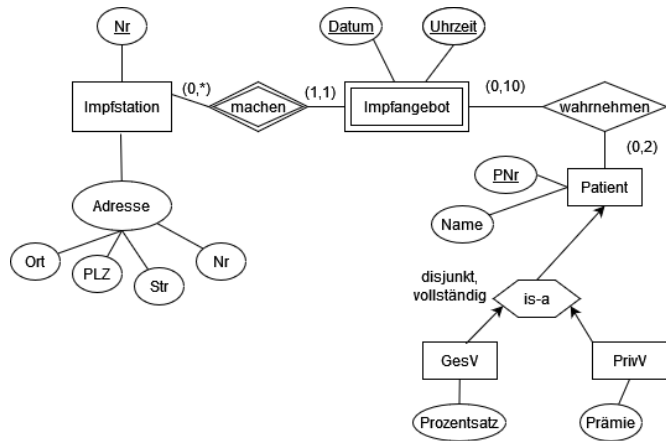 Nr
Datum
Uhrzeit
Impfstation
(0,*)
machen
(1,1)
Impfangebot
(0,10)
wahrnehmen
(0,2)
PNr
Patient
Name
Adresse
Ort
PLZ
Str
Nr
disjunkt,
vollständig
is-a
GesV
PrivV
Prozentsatz
Prämie